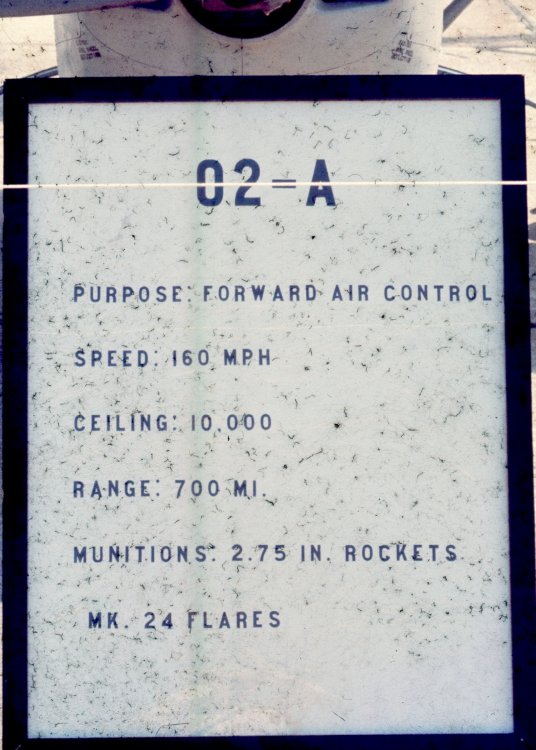 02-A
PURPOSE: FORWARD AIR CONTROL
SPEED: 160 MPH
CEILING: 10,000
RANGE: 700 MI.
MUNITIONS: 2.75 IN. ROCKETS
MK. 24 FLARES